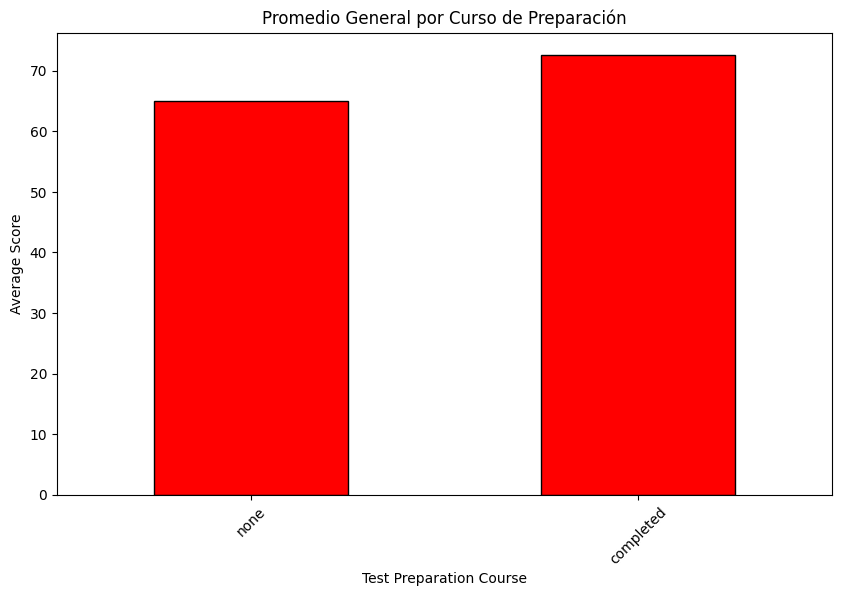 Promedio General por Curso de Preparación
Average Score
70
60
50
40
30
20
10
0
none
completed
Test Preparation Course